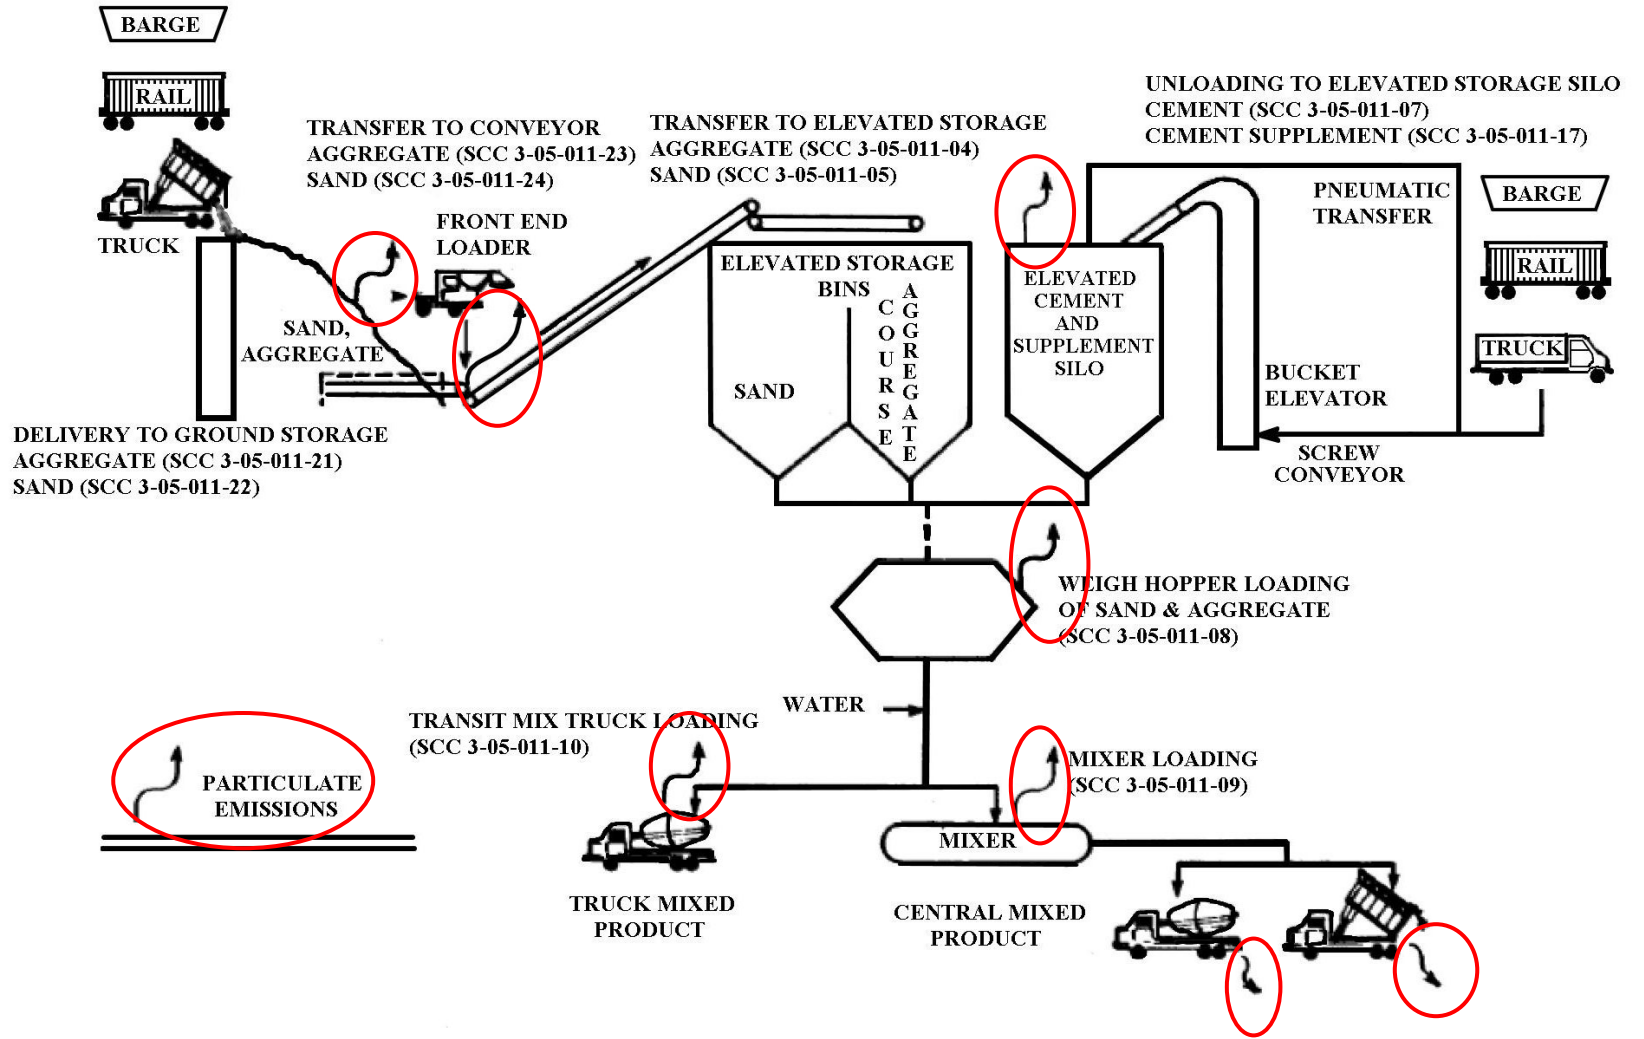 BARGE
RAIL
TRUCK
TRANSFER TO CONVEYOR
AGGREGATE (SCC 3-05-011-23)
SAND (SCC 3-05-011-24)
FRONT END
LOADER
SAND,
AGGREGATE
DELIVERY TO GROUND STORAGE
AGGREGATE (SCC 3-05-011-21)
SAND (SCC 3-05-011-22)
TRANSFER TO ELEVATED STORAGE
AGGREGATE (SCC 3-05-011-04)
SAND (SCC 3-05-011-05)
ELEVATED STORAGE
BINS
SAND
COURSE
AGGREGATE
UNLOADING TO ELEVATED STORAGE SILO
CEMENT (SCC 3-05-011-07)
CEMENT SUPPLEMENT (SCC 3-05-011-17)
PNEUMATIC
TRANSFER
BARGE
RAIL
TRUCK
ELEVATED
CEMENT
AND
SUPPLEMENT
SILO
BUCKET
ELEVATOR
SCREW
CONVEYOR
WEIGH HOPPER LOADING
OF SAND & AGGREGATE
(SCC 3-05-011-08)
WATER
TRANSIT MIX TRUCK LOADING
(SCC 3-05-011-10)
MIXER LOADING
(SCC 3-05-011-09)
PARTICULATE
EMISSIONS
MIXER
TRUCK MIXED
PRODUCT
CENTRAL MIXED
PRODUCT